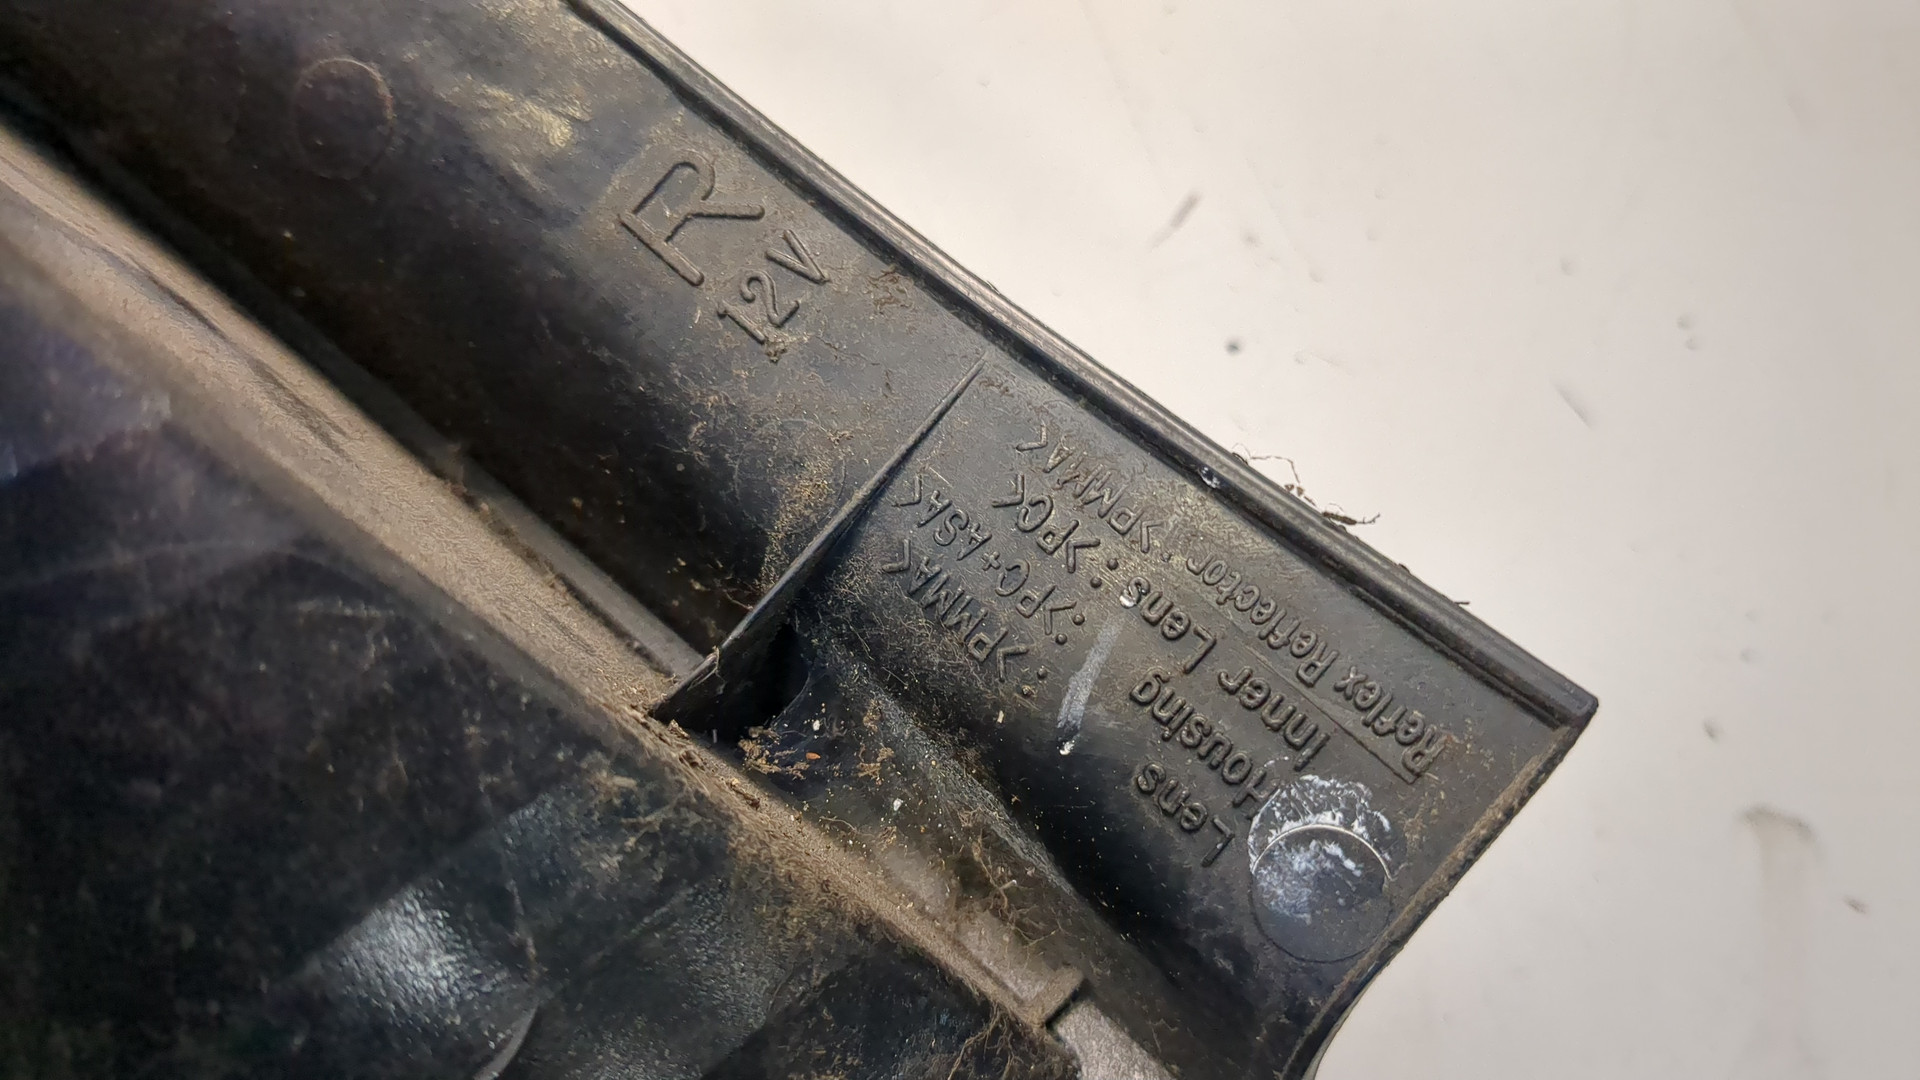 R
12V
Lens : >PMMA<
Housing : >PC+ASA<
Inner Lens : >PC<
Reflex Reflector : >PMMA<